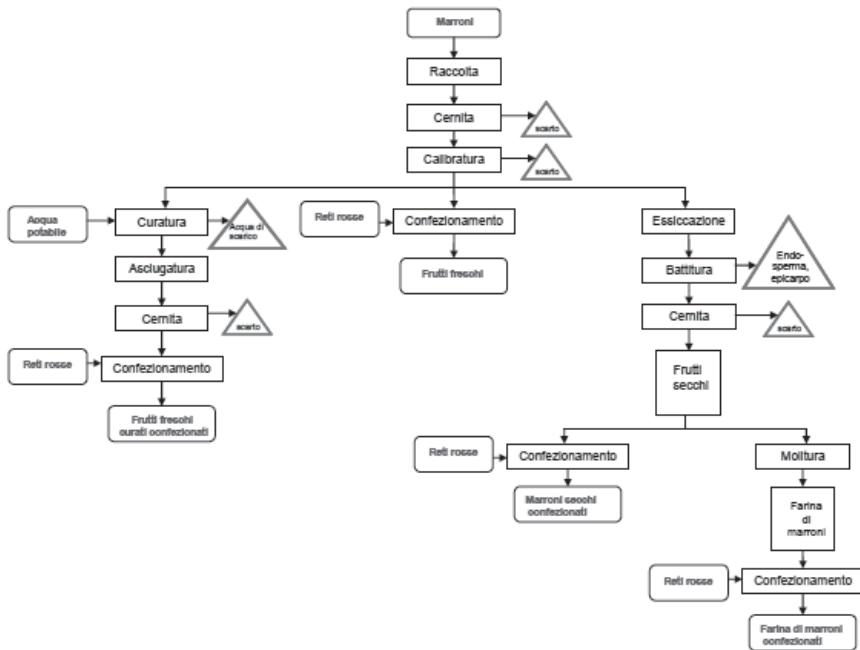 Marroni
Raccolta
Cernita
scarto
Calibratura
scarto
Acqua
potabile
Curatura
Acqua di
scarico
Reti rosse
Confezionamento
Essiccazione
Asciugatura
Frutti freschi
Battitura
Endo-
sperma,
epicarpo
Cernita
scarto
Cernita
scarto
Reti rosse
Confezionamento
Frutti
secchi
Frutti freschi
curati confezionati
Reti rosse
Confezionamento
Molitura
Marroni secchi
confezionati
Farina
di
marroni
Reti rosse
Confezionamento
Farina di marroni
confezionati